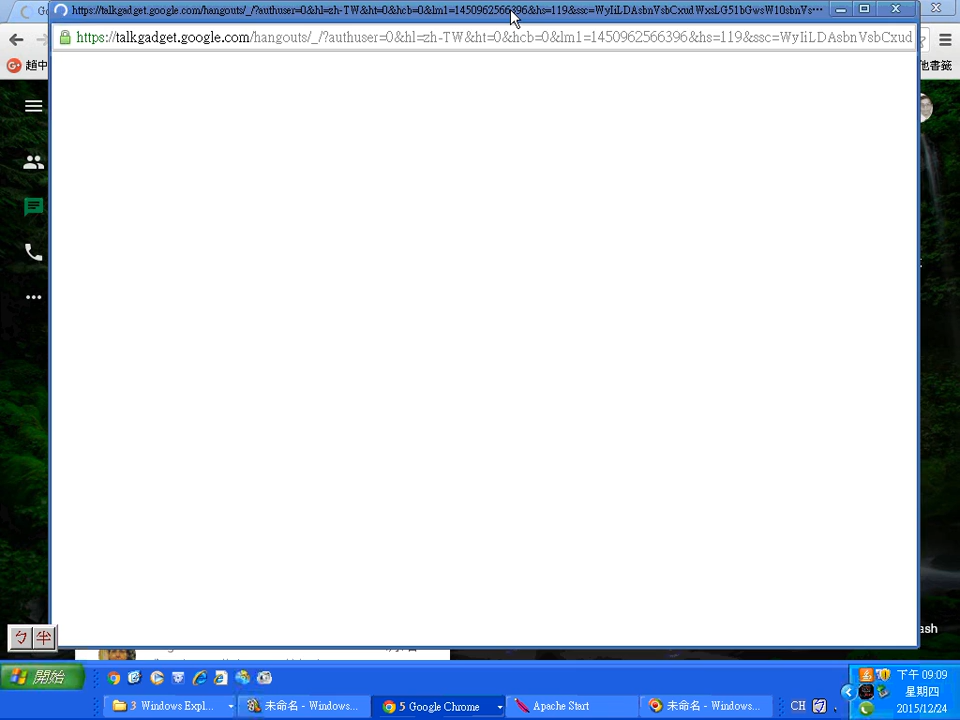 https://talkgadget.google.com/hangouts/_/?authuser=0&hl=zh-TW&ht=0&hcb=0&lm1=1450962566396&hs=119&ssc=WyIiLDAsbnVsbCxudWxsLG51bGwsW10sbnVs...
https://talkgadget.google.com/hangouts/_/?authuser=0&hl=zh-TW&ht=0&hcb=0&lm1=1450962566396&hs=119&ssc=WyIiLDAsbnVsbCxud
趙中
他書籤
ash
ㄅ 半
開始
3 Windows Expl...
未命名 - Windows...
5 Google Chrome
Apache Start
未命名 - Windows...
CH
下午 09:09
星期四
2015/12/24